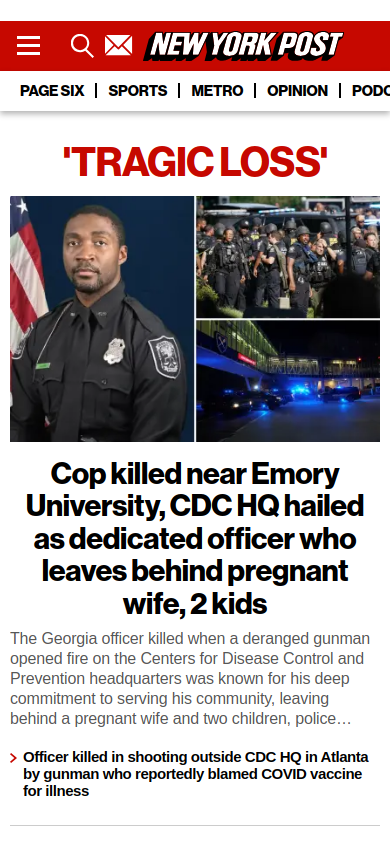 NEW YORK POST
PAGE SIX
SPORTS
METRO
OPINION
PODC
'TRAGIC LOSS'
Cop killed near Emory
University, CDC HQ hailed
as dedicated officer who
leaves behind pregnant
wife, 2 kids
The Georgia officer killed when a deranged gunman
opened fire on the Centers for Disease Control and
Prevention headquarters was known for his deep
commitment to serving his community, leaving
behind a pregnant wife and two children, police…
Officer killed in shooting outside CDC HQ in Atlanta
by gunman who reportedly blamed COVID vaccine
for illness